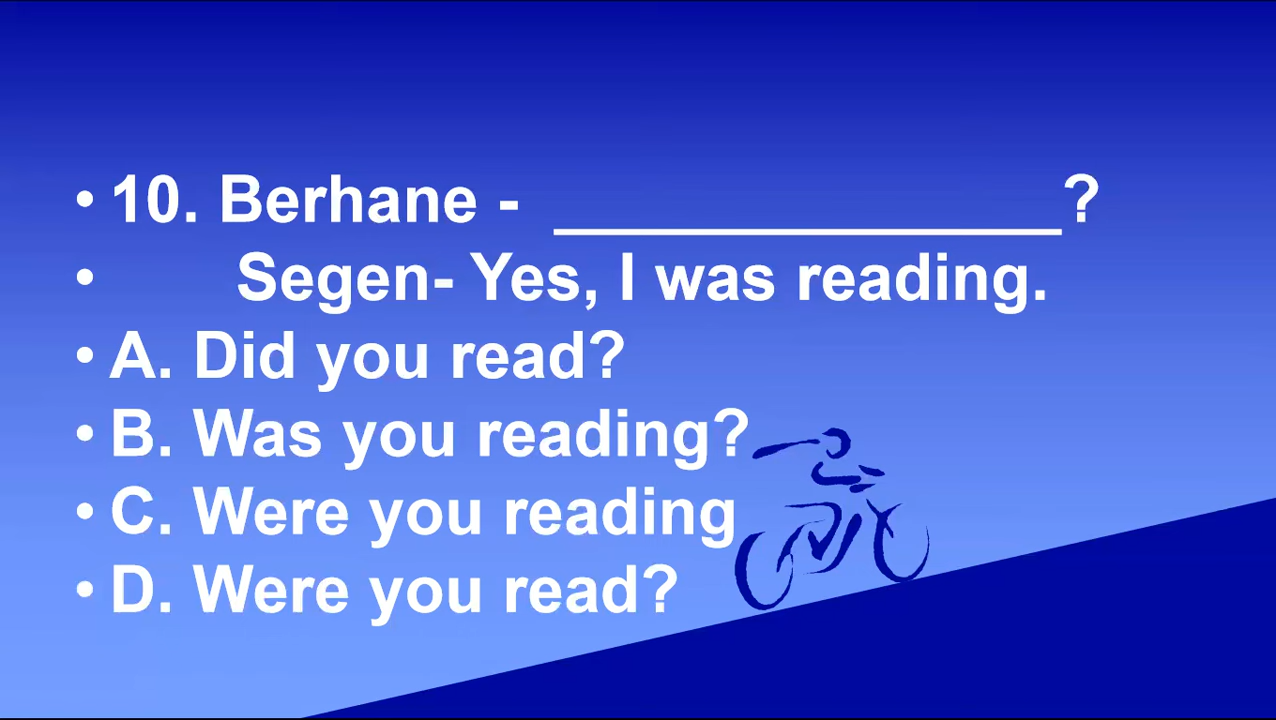 • 10. Berhane - _______________?
• Segen- Yes, I was reading.
• A. Did you read?
• B. Was you reading?
• C. Were you reading
• D. Were you read?